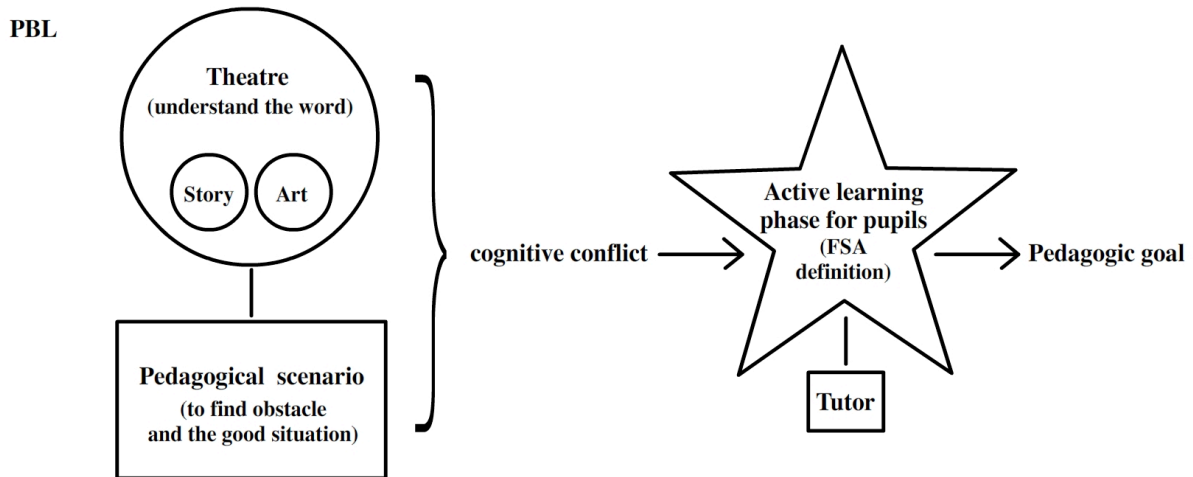 PBL
Theatre
(understand the word)
Story
Art
Pedagogical scenario
(to find obstacle
and the good situation)
cognitive conflict
Active learning
phase for pupils
(FSA
definition)
Tutor
Pedagogic goal